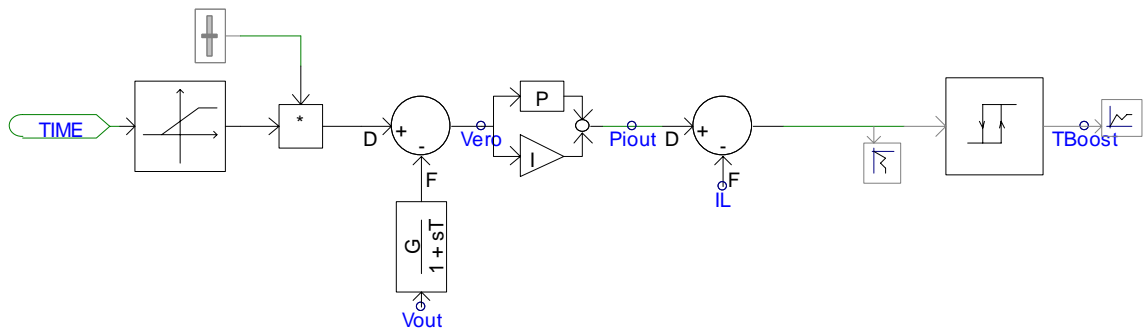 TIME
*
D
+
-
F
G
1 + sT
Vout
Vero
P
I
Piout
D
+
-
F
IL
TBoost